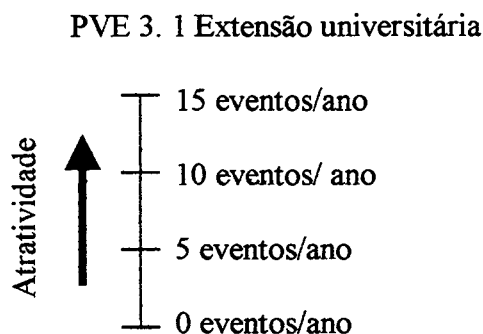 PVE 3. 1 Extensão universitária
15 eventos/ano
10 eventos/ ano
5 eventos/ano
0 eventos/ano
Atratividade